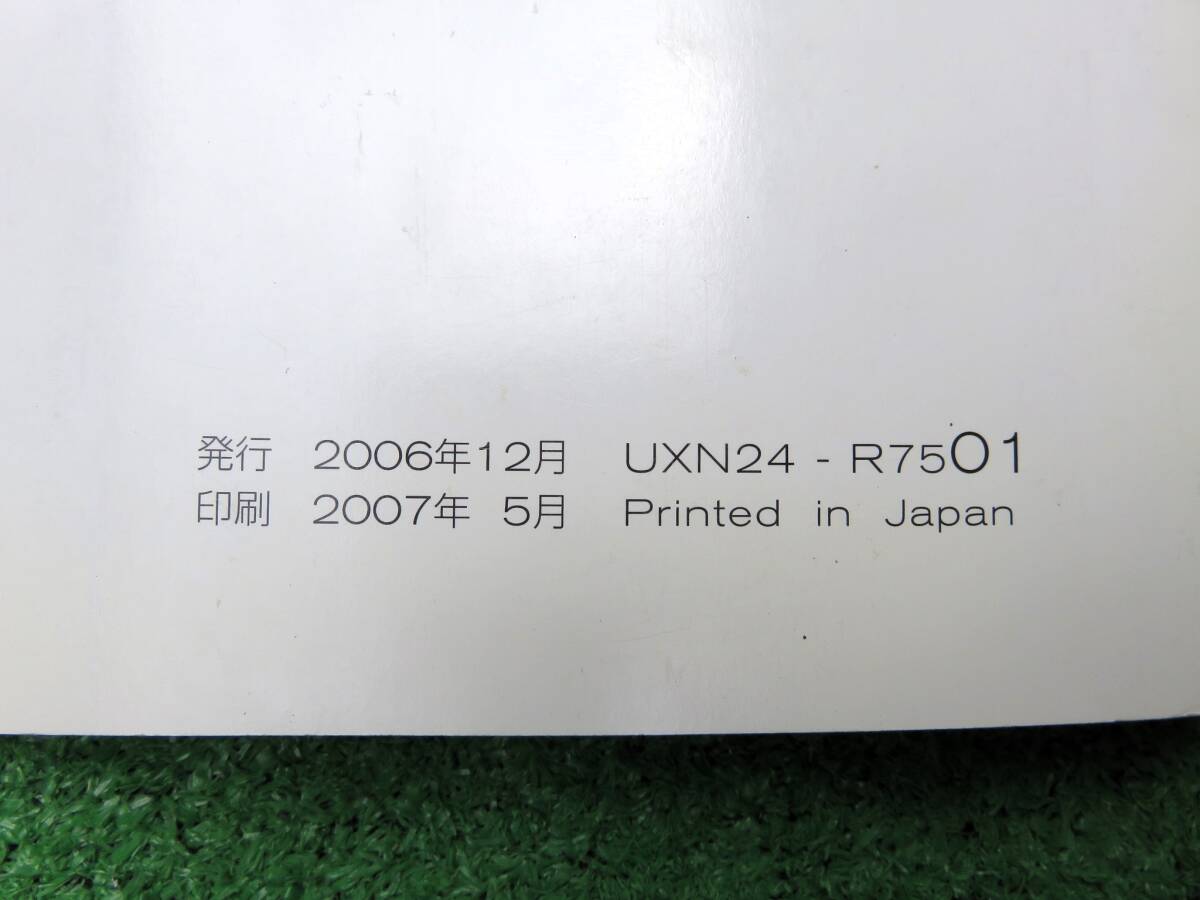 発行 2006年12月 UXN24 - R7501
印刷 2007年 5月 Printed in Japan